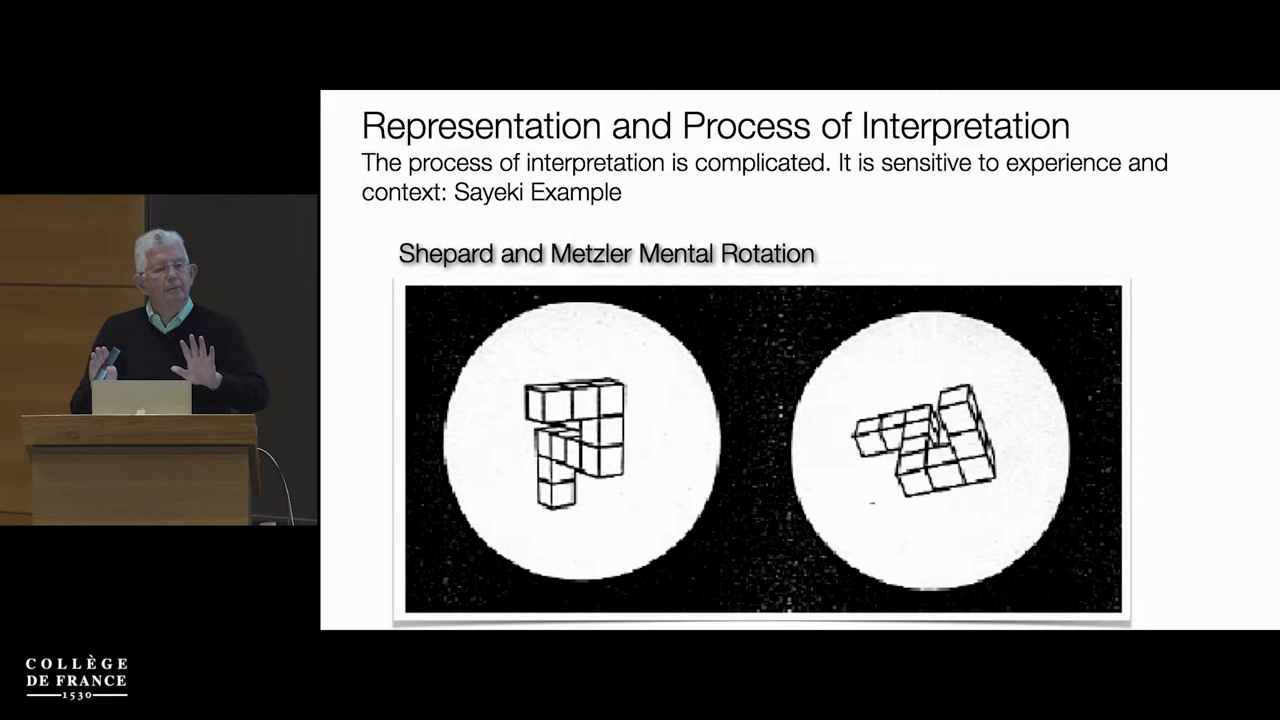 Representation and Process of Interpretation
The process of interpretation is complicated. It is sensitive to experience and
context: Sayeki Example
Shepard and Metzler Mental Rotation
COLLÈGE
DE FRANCE
1530